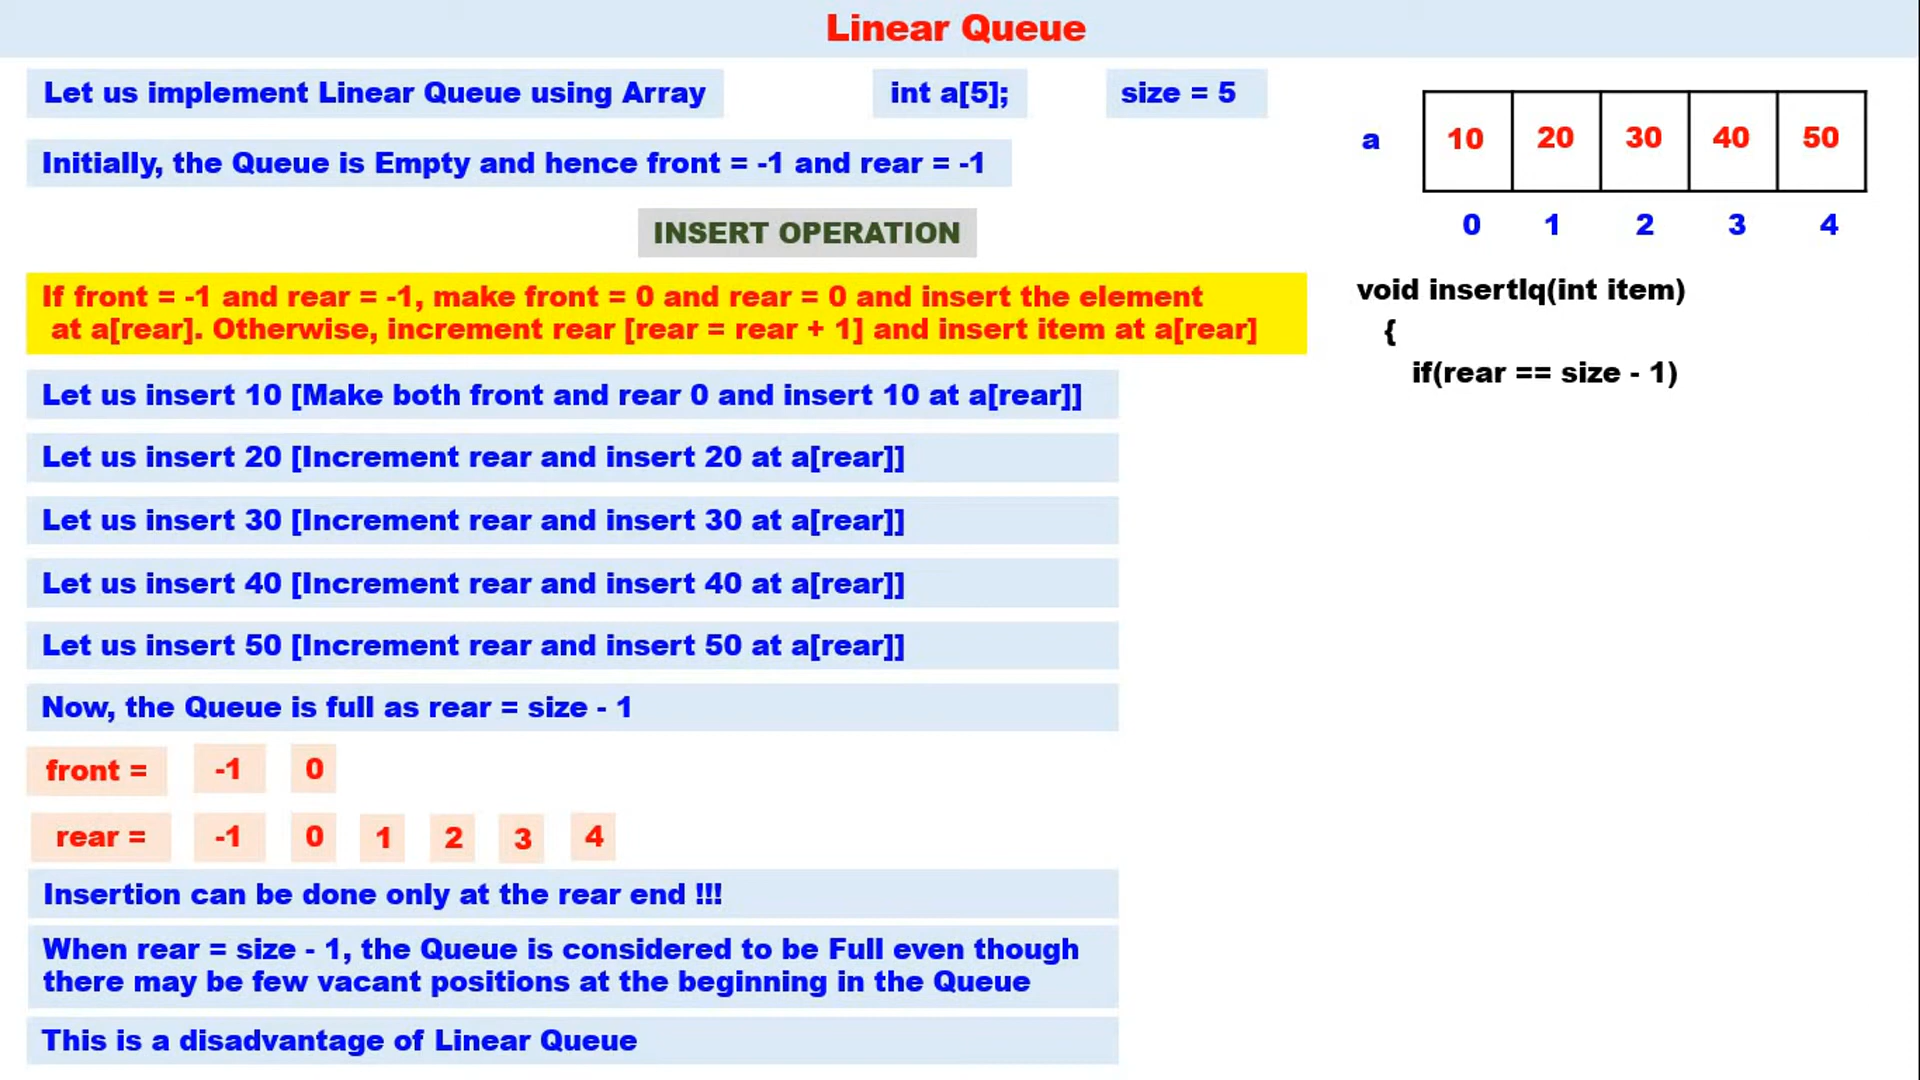 Linear Queue
Let us implement Linear Queue using Array
int a[5];
size = 5
Initially, the Queue is Empty and hence front = -1 and rear = -1
INSERT OPERATION
If front = -1 and rear = -1, make front = 0 and rear = 0 and insert the element
at a[rear]. Otherwise, increment rear [rear = rear + 1] and insert item at a[rear]
Let us insert 10 [Make both front and rear 0 and insert 10 at a[rear]]
Let us insert 20 [Increment rear and insert 20 at a[rear]]
Let us insert 30 [Increment rear and insert 30 at a[rear]]
Let us insert 40 [Increment rear and insert 40 at a[rear]]
Let us insert 50 [Increment rear and insert 50 at a[rear]]
Now, the Queue is full as rear = size - 1
front = -1 0
rear = -1 0 1 2 3 4
Insertion can be done only at the rear end !!!
When rear = size - 1, the Queue is considered to be Full even though
there may be few vacant positions at the beginning in the Queue
This is a disadvantage of Linear Queue
a 10 20 30 40 50
0 1 2 3 4
void insertlq(int item)
{
if(rear == size - 1)